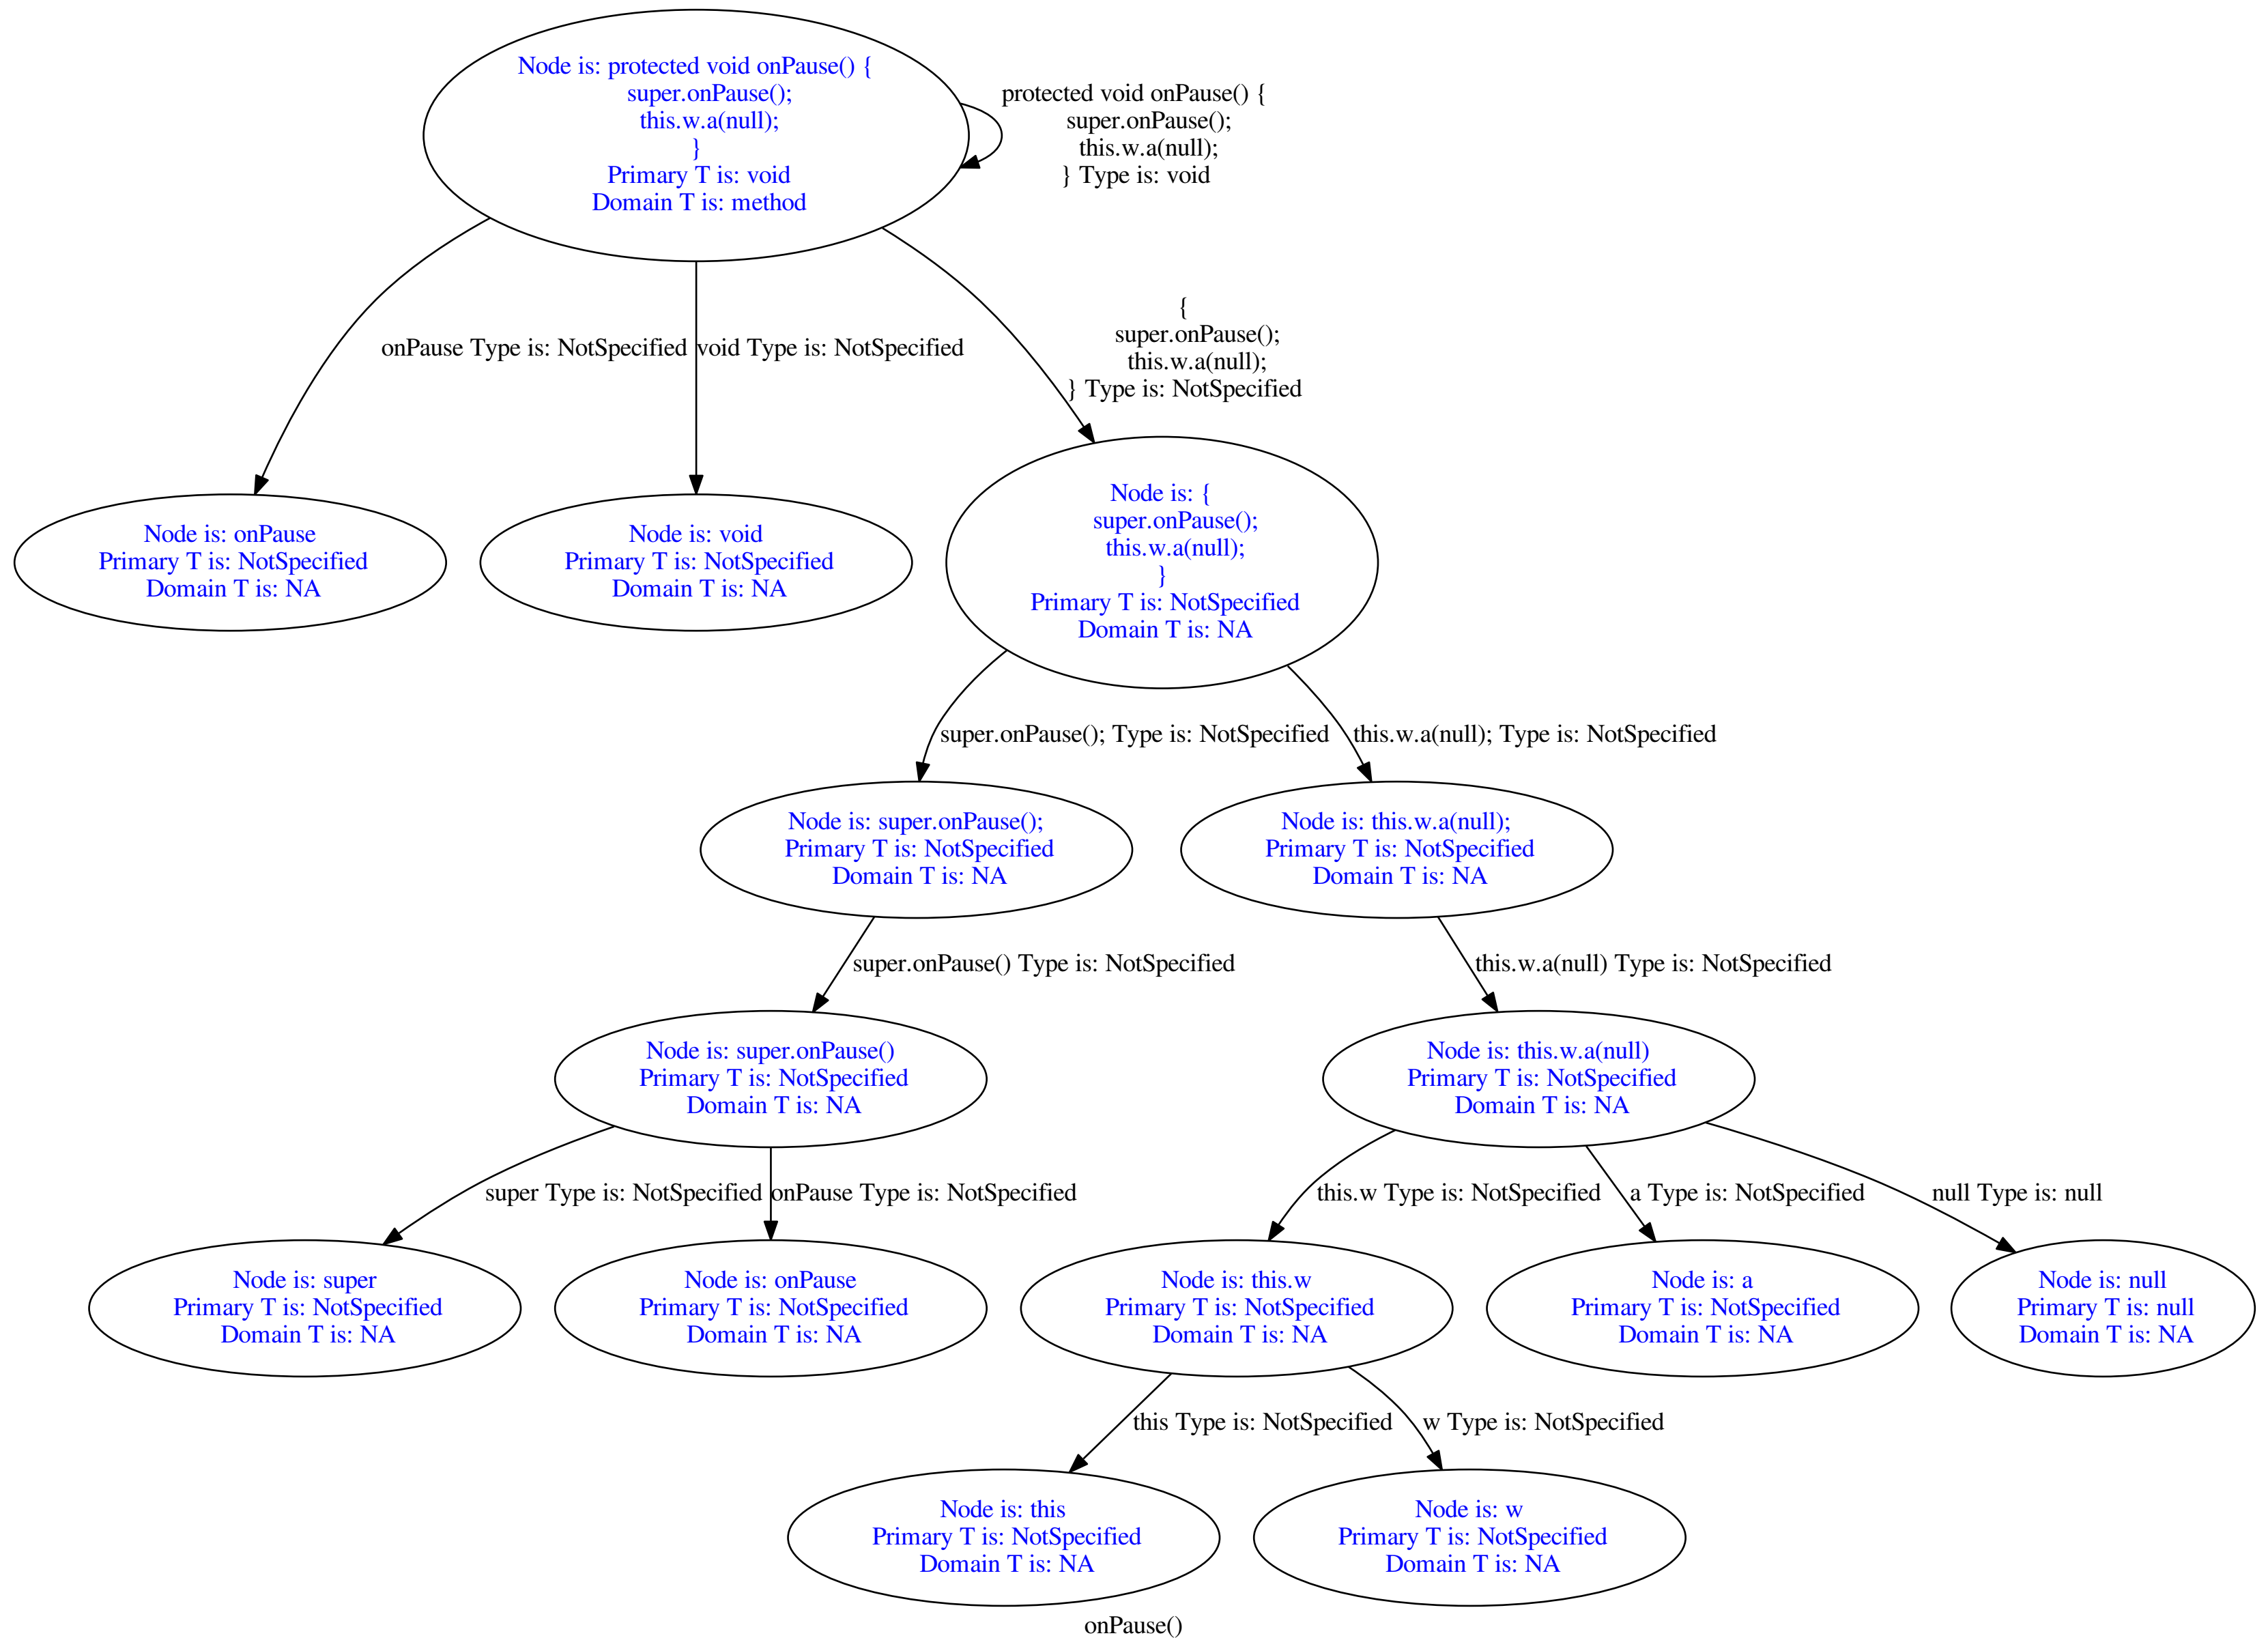 Node is: protected void onPause() {
super.onPause();
this.w.a(null);
}
Primary T is: void
Domain T is: method
protected void onPause() {
super.onPause();
this.w.a(null);
} Type is: void
onPause Type is: NotSpecified
void Type is: NotSpecified
{
super.onPause();
this.w.a(null);
} Type is: NotSpecified
Node is: onPause
Primary T is: NotSpecified
Domain T is: NA
Node is: void
Primary T is: NotSpecified
Domain T is: NA
Node is: {
super.onPause();
this.w.a(null);
}
Primary T is: NotSpecified
Domain T is: NA
super.onPause(); Type is: NotSpecified
this.w.a(null); Type is: NotSpecified
Node is: super.onPause();
Primary T is: NotSpecified
Domain T is: NA
Node is: this.w.a(null);
Primary T is: NotSpecified
Domain T is: NA
super.onPause() Type is: NotSpecified
this.w.a(null) Type is: NotSpecified
Node is: super.onPause()
Primary T is: NotSpecified
Domain T is: NA
Node is: this.w.a(null)
Primary T is: NotSpecified
Domain T is: NA
super Type is: NotSpecified
onPause Type is: NotSpecified
this.w Type is: NotSpecified
a Type is: NotSpecified
null Type is: null
Node is: super
Primary T is: NotSpecified
Domain T is: NA
Node is: onPause
Primary T is: NotSpecified
Domain T is: NA
Node is: this.w
Primary T is: NotSpecified
Domain T is: NA
Node is: a
Primary T is: NotSpecified
Domain T is: NA
Node is: null
Primary T is: null
Domain T is: NA
this Type is: NotSpecified
w Type is: NotSpecified
Node is: this
Primary T is: NotSpecified
Domain T is: NA
Node is: w
Primary T is: NotSpecified
Domain T is: NA
onPause()